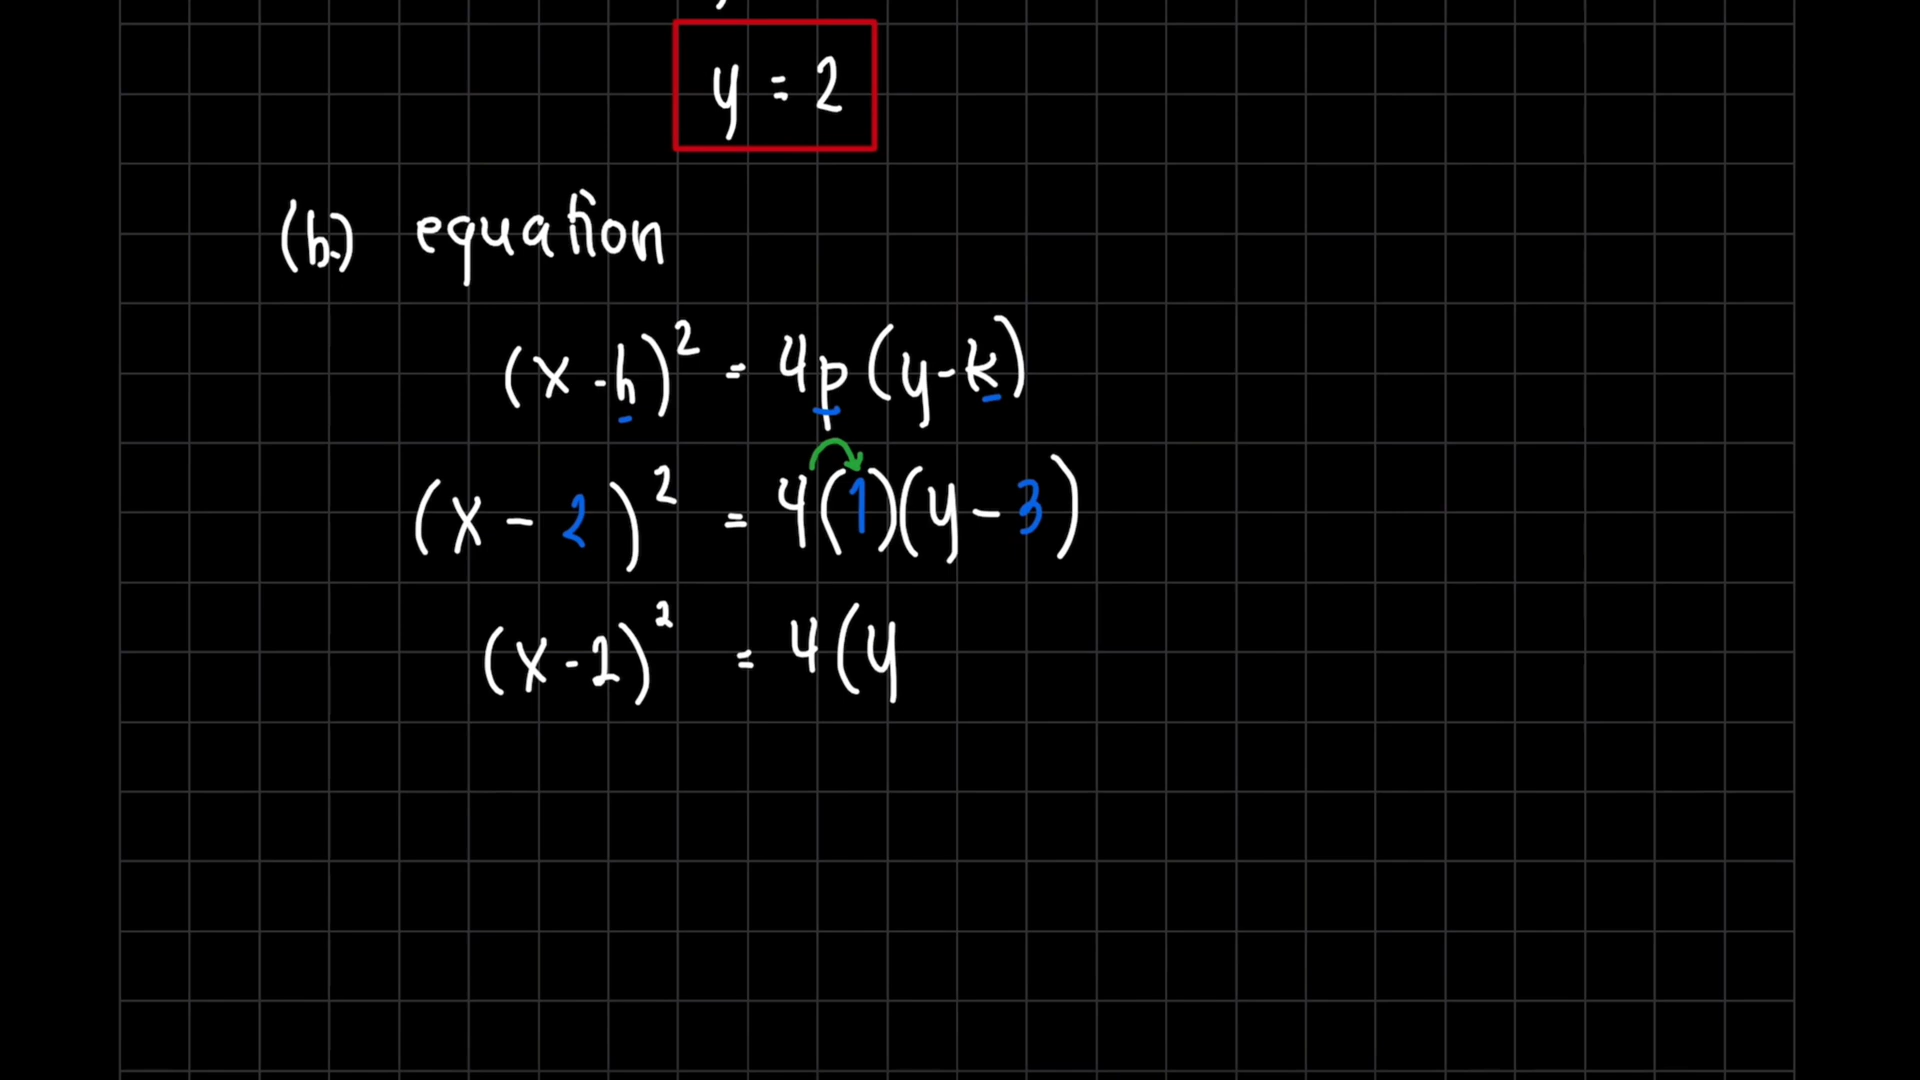 y = 2
(b.) equation
(x - h)² = 4p(y - k)
(x - 2)² = 4(1)(y - 3)
(x - 2)² = 4(y